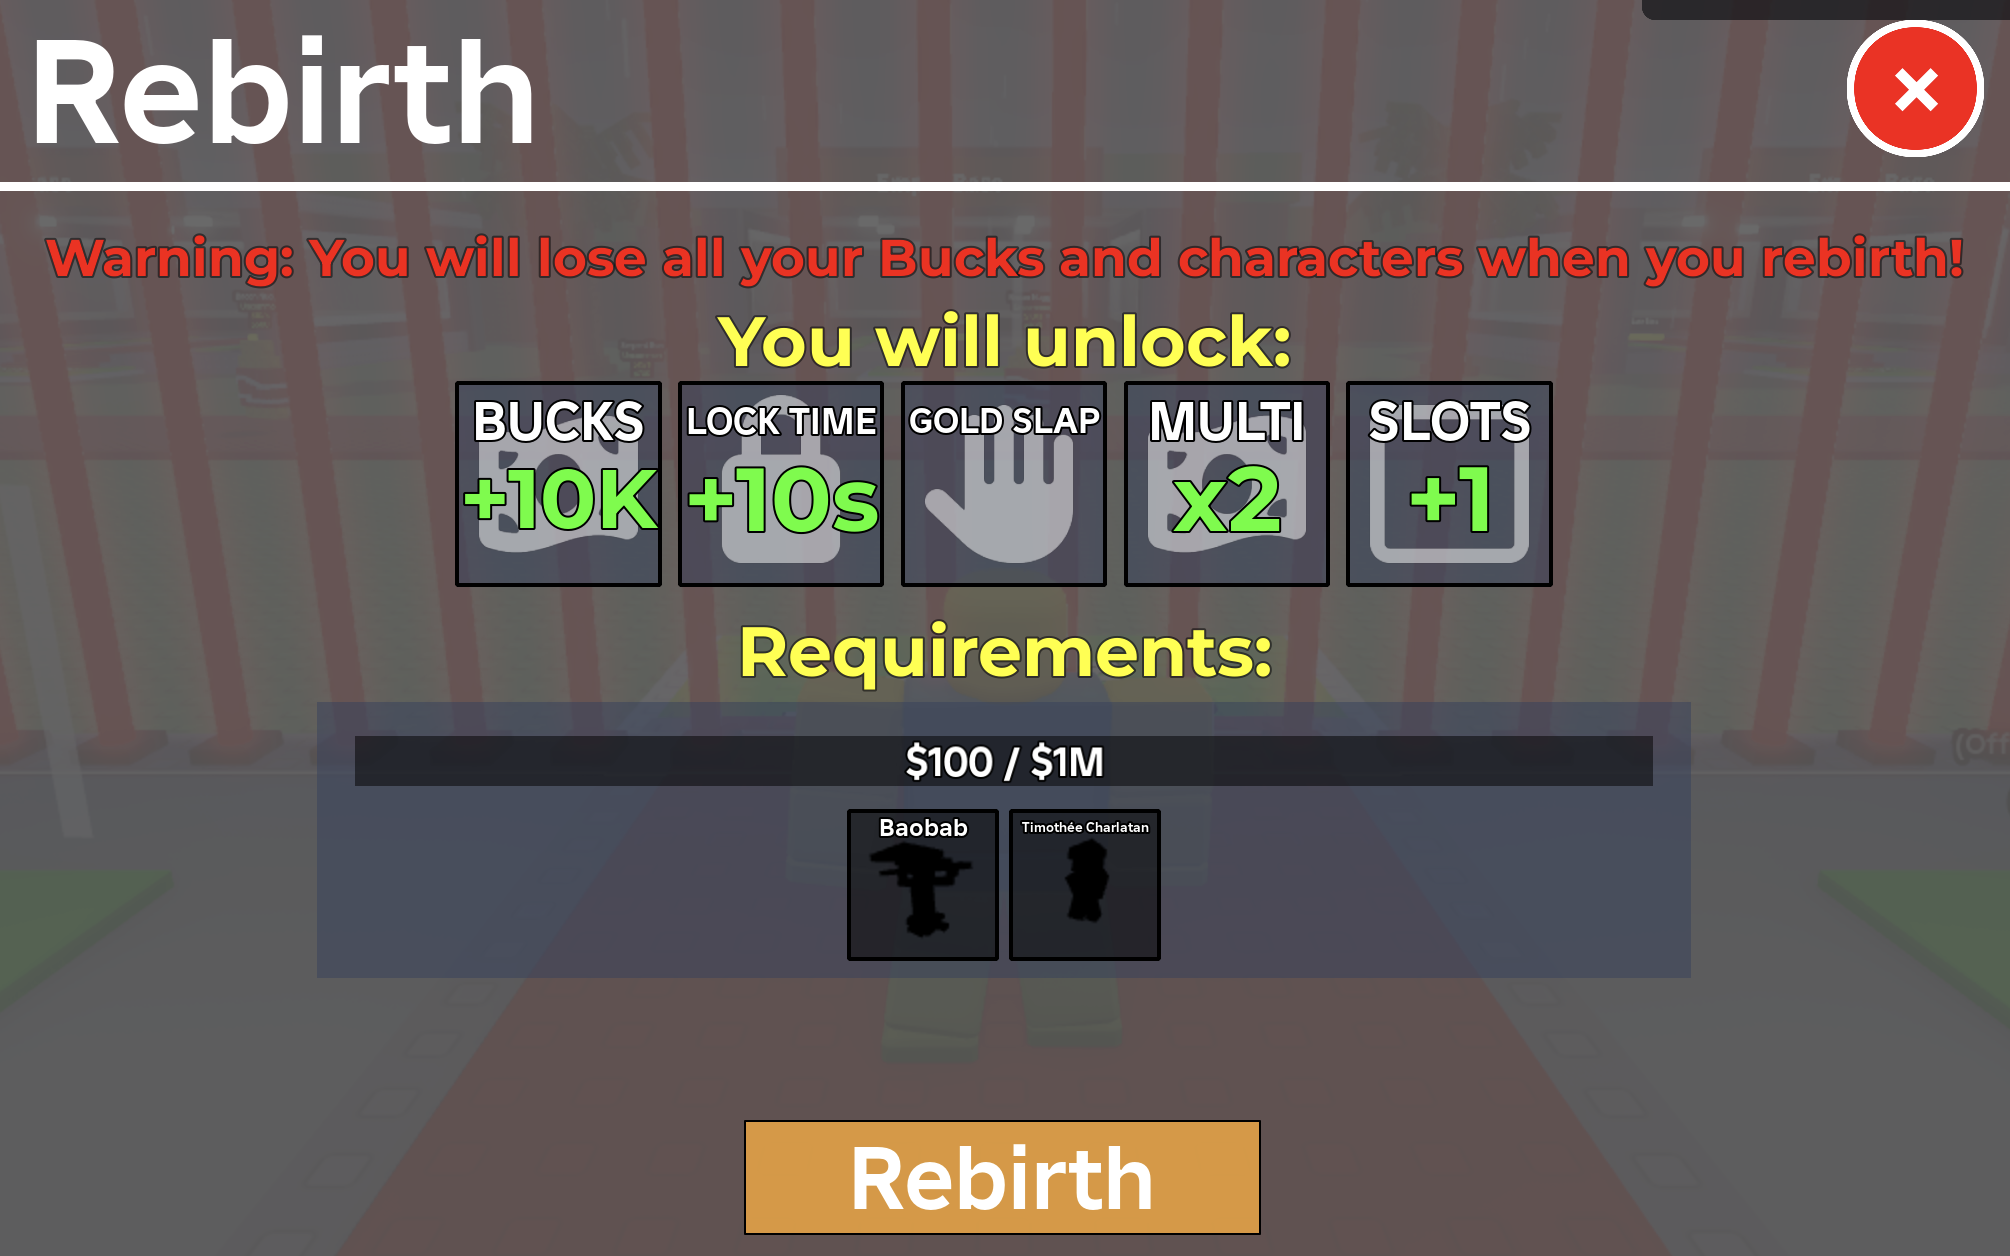 Rebirth
Warning: You will lose all your Bucks and characters when you rebirth!
You will unlock:
BUCKS
+10K
LOCK TIME
+10s
GOLD SLAP
MULTI
x2
SLOTS
+1
Requirements:
$100 / $1M
Baobab
Timothée Charlatan
(Off
Rebirth